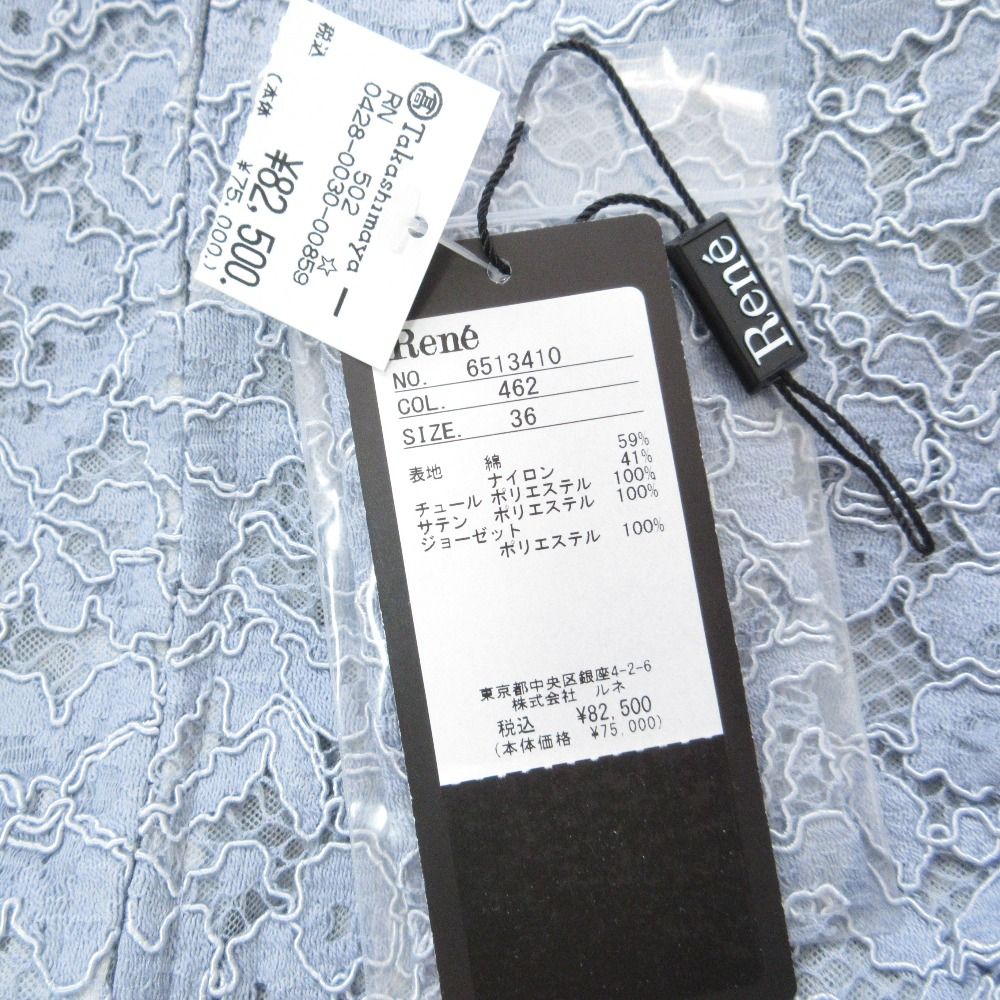 高 Takashimaya
RN 502 ☆
0428-0030-00859
税込 ¥82,500.
(本体 ¥75,000.)
René
René
NO. 6513410
COL. 462
SIZE. 36
表地 綿 59%
ナイロン 41%
チュール ポリエステル 100%
サテン ポリエステル 100%
ジョーゼット
ポリエステル 100%
東京都中央区銀座4-2-6
株式会社 ルネ
税込 ¥82,500
(本体価格 ¥75,000)